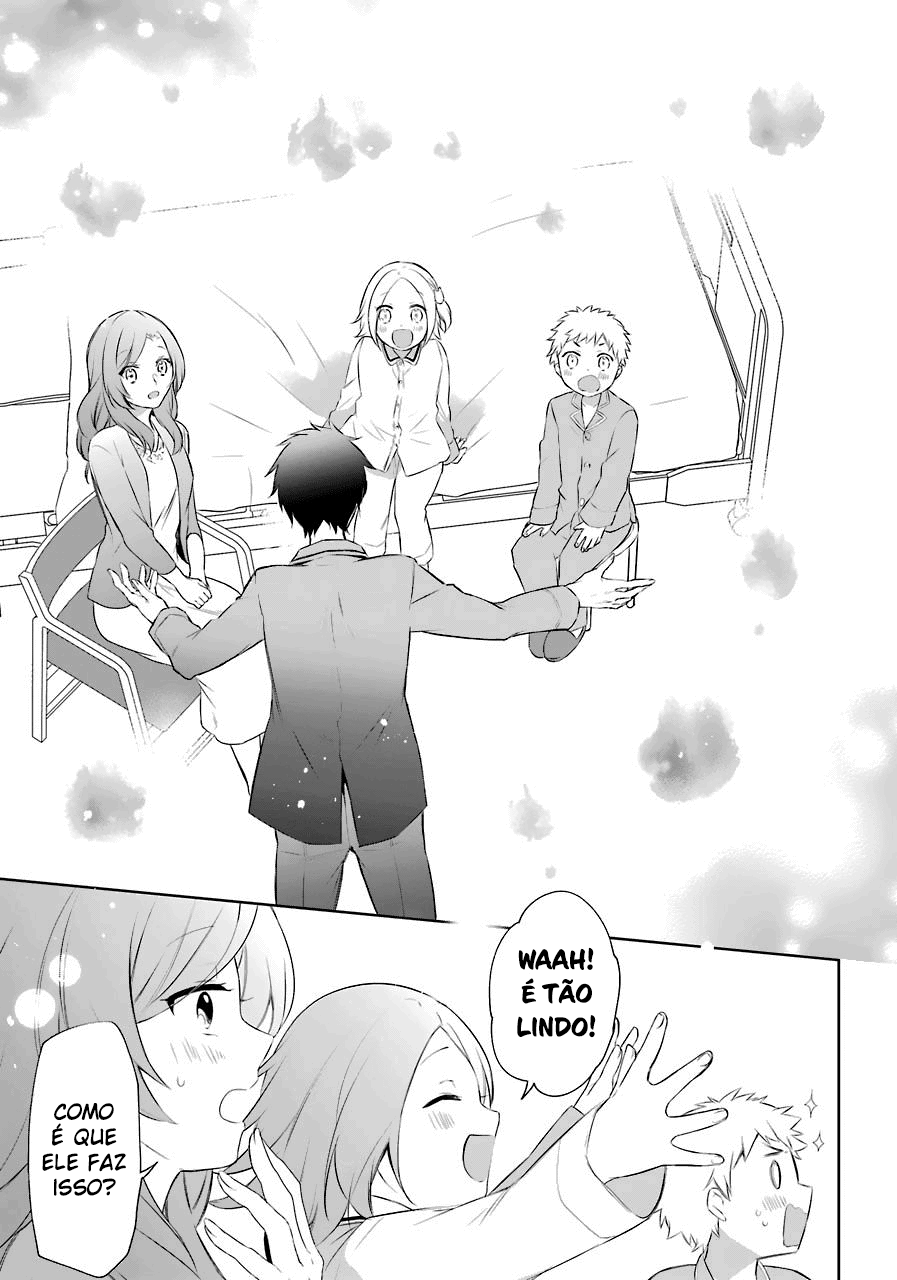 WAAH!
É TÃO
LINDO!
COMO
É QUE
ELE FAZ
ISSO?